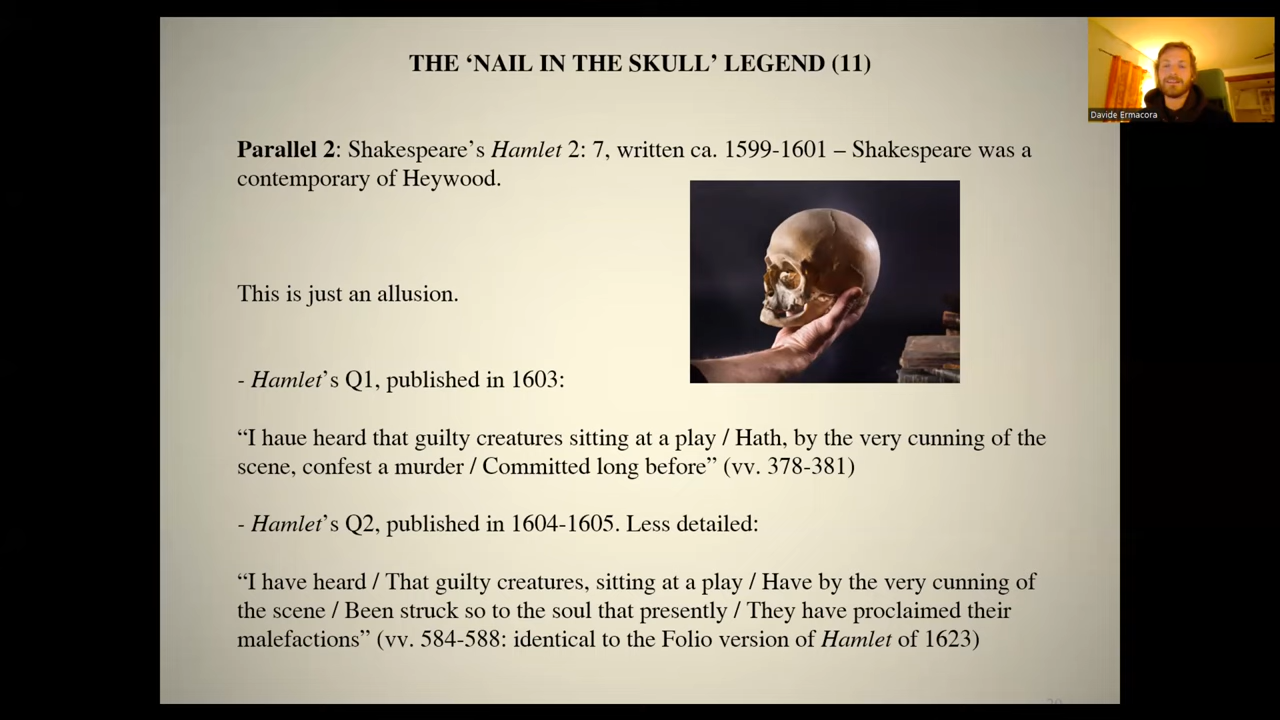 THE ‘NAIL IN THE SKULL’ LEGEND (11)
Davide Ermacora
Parallel 2: Shakespeare’s Hamlet 2: 7, written ca. 1599-1601 – Shakespeare was a
contemporary of Heywood.
This is just an allusion.
- Hamlet’s Q1, published in 1603:
“I haue heard that guilty creatures sitting at a play / Hath, by the very cunning of the
scene, confest a murder / Committed long before” (vv. 378-381)
- Hamlet’s Q2, published in 1604-1605. Less detailed:
“I have heard / That guilty creatures, sitting at a play / Have by the very cunning of
the scene / Been struck so to the soul that presently / They have proclaimed their
malefactions” (vv. 584-588: identical to the Folio version of Hamlet of 1623)